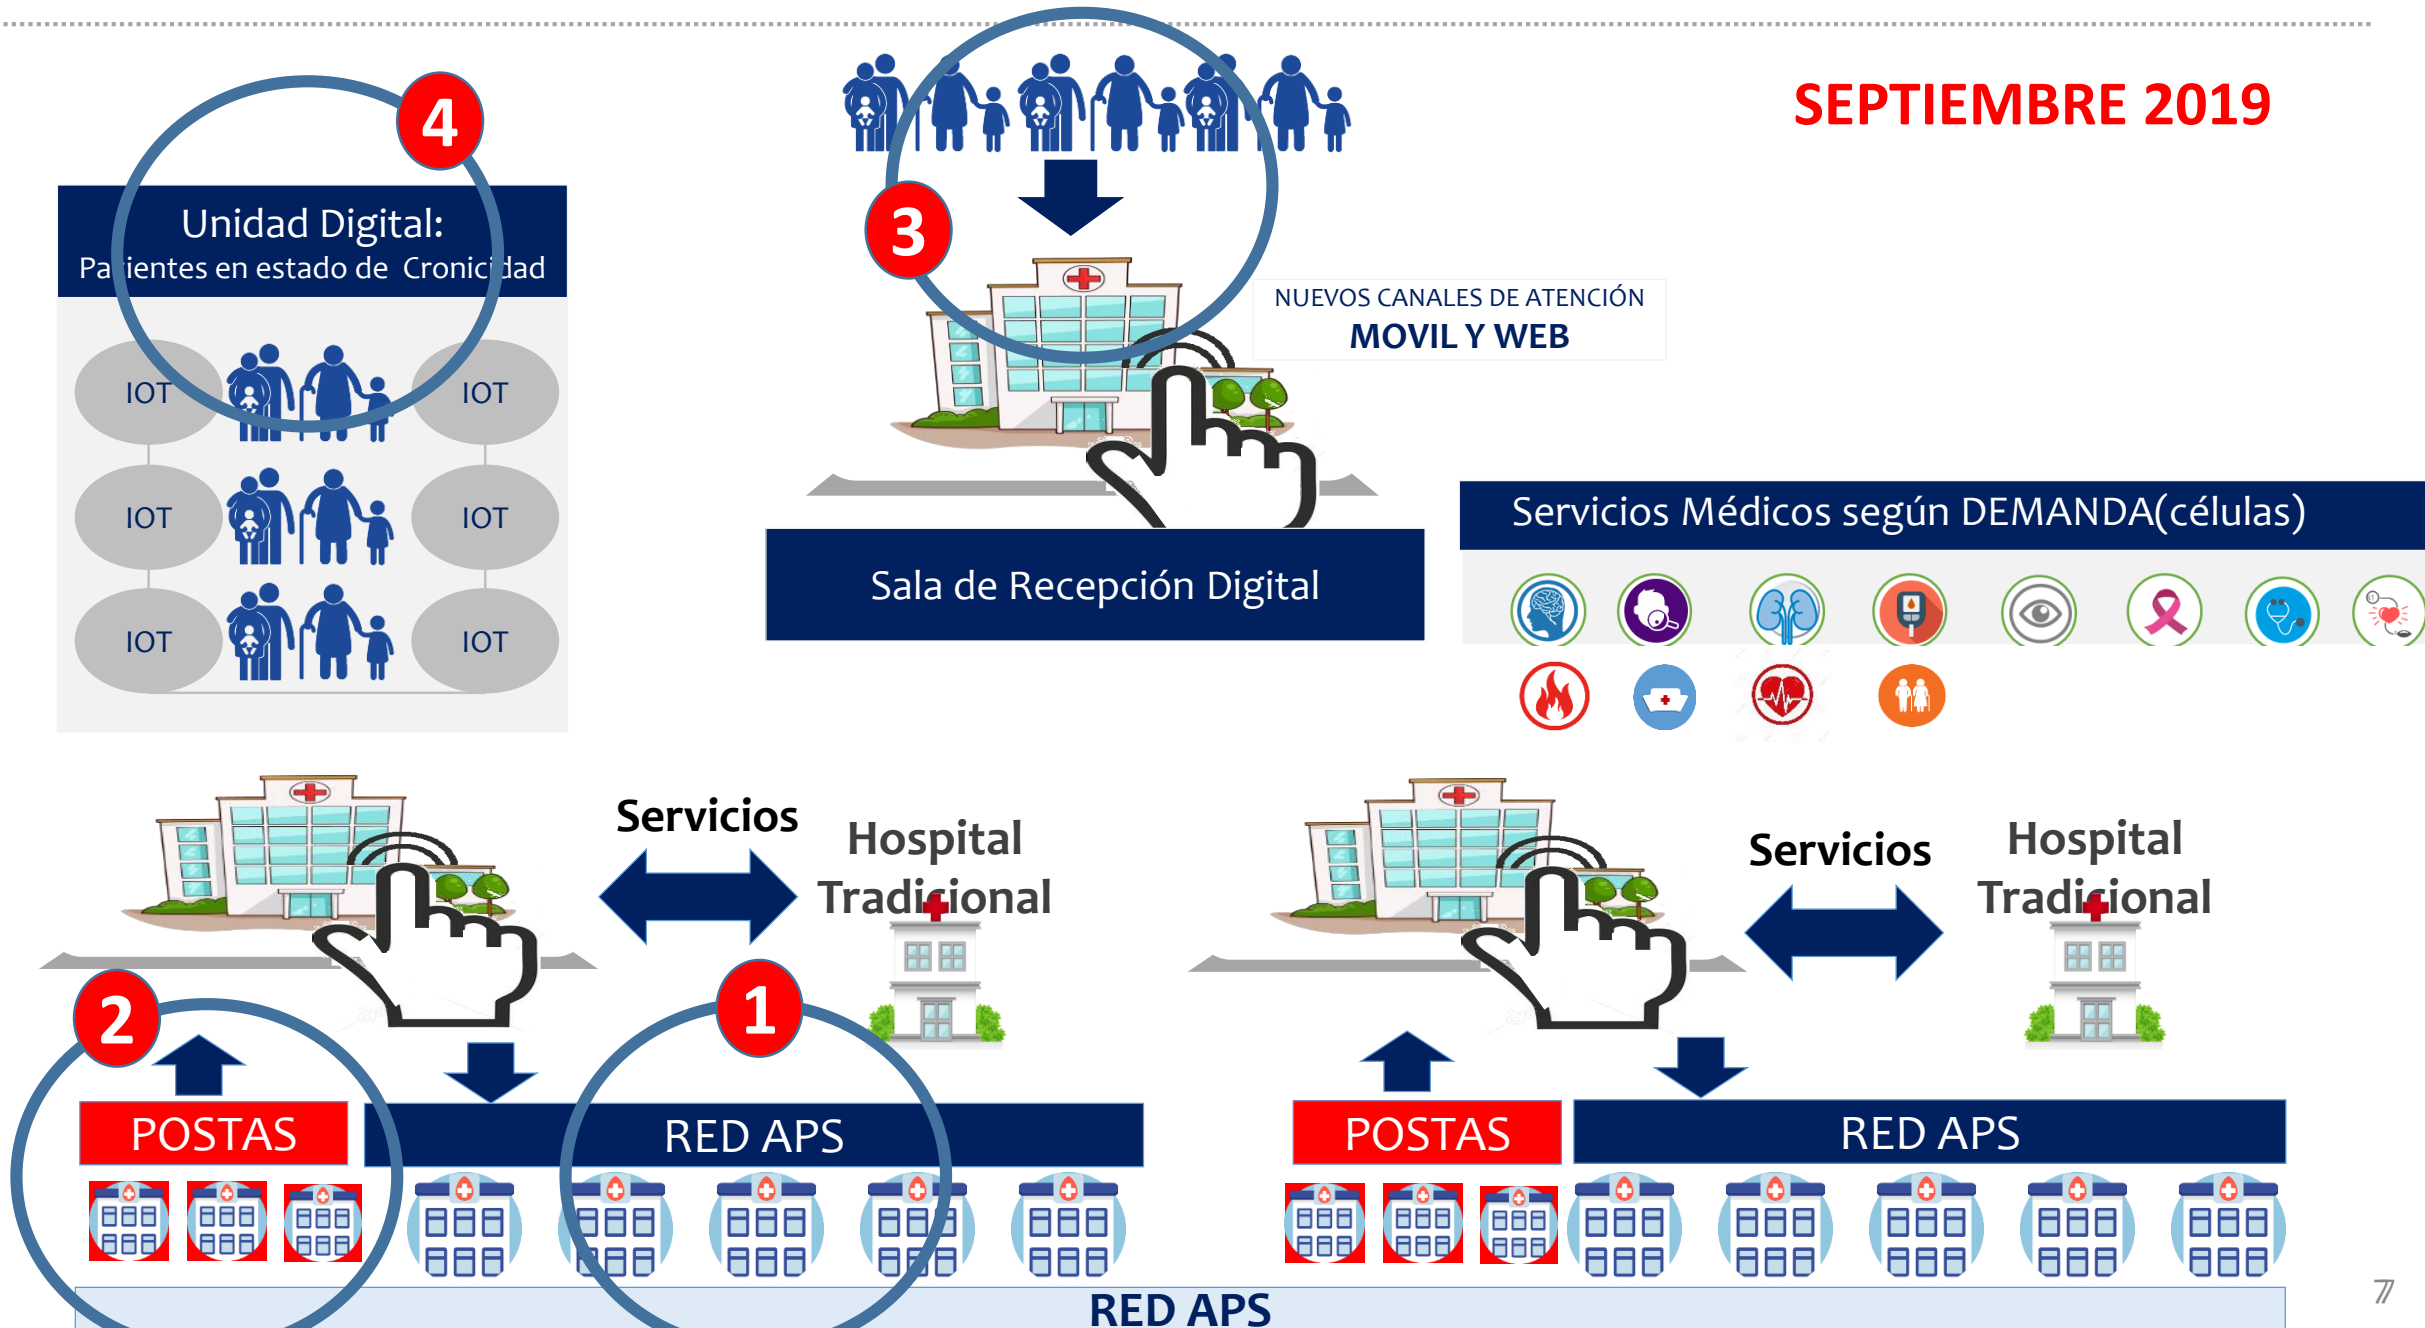 SEPTIEMBRE 2019
4
Unidad Digital:
Pacientes en estado de Cronicidad
IOT
IOT
IOT
IOT
IOT
IOT
3
NUEVOS CANALES DE ATENCIÓN
MOVIL Y WEB
Sala de Recepción Digital
Servicios Médicos según DEMANDA(células)
Servicios
Hospital
Tradicional
Servicios
Hospital
Tradicional
2
1
POSTAS
RED APS
POSTAS
RED APS
RED APS